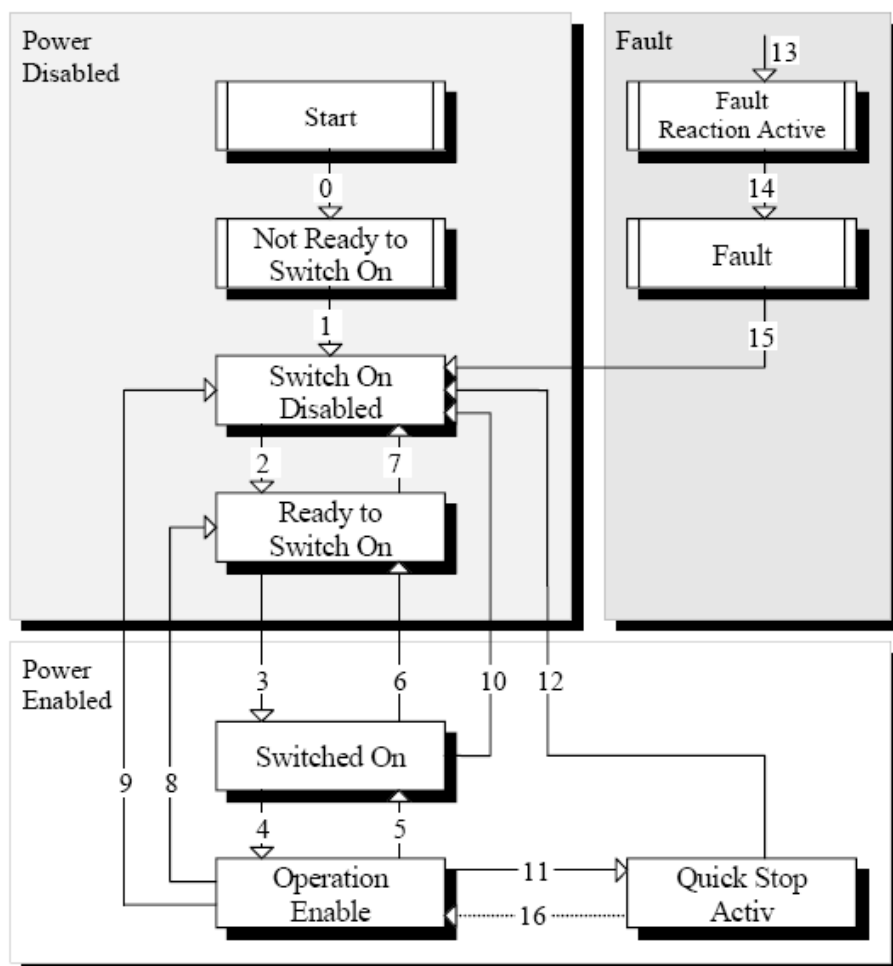 Power
Disabled
Start
0
Not Ready to
Switch On
1
Switch On
Disabled
2
7
Ready to
Switch On
Fault
13
Fault
Reaction Active
14
Fault
15
Power
Enabled
3
6
10
12
Switched On
9
8
4
5
Operation
Enable
11
16
Quick Stop
Activ